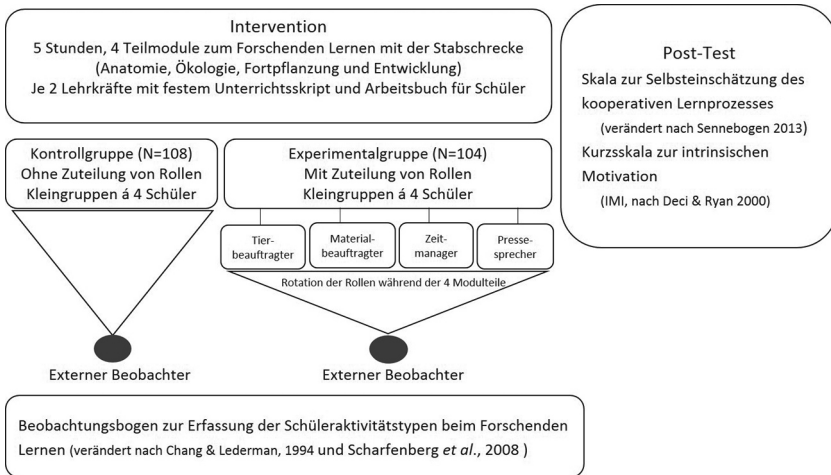 Intervention
5 Stunden, 4 Teilmodule zum Forschenden Lernen mit der Stabschrecke
(Anatomie, Ökologie, Fortpflanzung und Entwicklung)
Je 2 Lehrkräfte mit festem Unterrichtsskript und Arbeitsbuch für Schüler
Kontrollgruppe (N=108)
Ohne Zuteilung von Rollen
Kleingruppen á 4 Schüler
Experimentalgruppe (N=104)
Mit Zuteilung von Rollen
Kleingruppen á 4 Schüler
Tier-
beauftragter
Material-
beauftragter
Zeit-
manager
Presse-
sprecher
Rotation der Rollen während der 4 Modulteile
Externer Beobachter
Externer Beobachter
Beobachtungsbogen zur Erfassung der Schüleraktivitätstypen beim Forschenden
Lernen (verändert nach Chang & Lederman, 1994 und Scharfenberg et al., 2008 )
Post-Test
Skala zur Selbsteinschätzung des
kooperativen Lernprozesses
(verändert nach Sennebogen 2013)
Kurzskala zur intrinsischen
Motivation
(IMI, nach Deci & Ryan 2000)